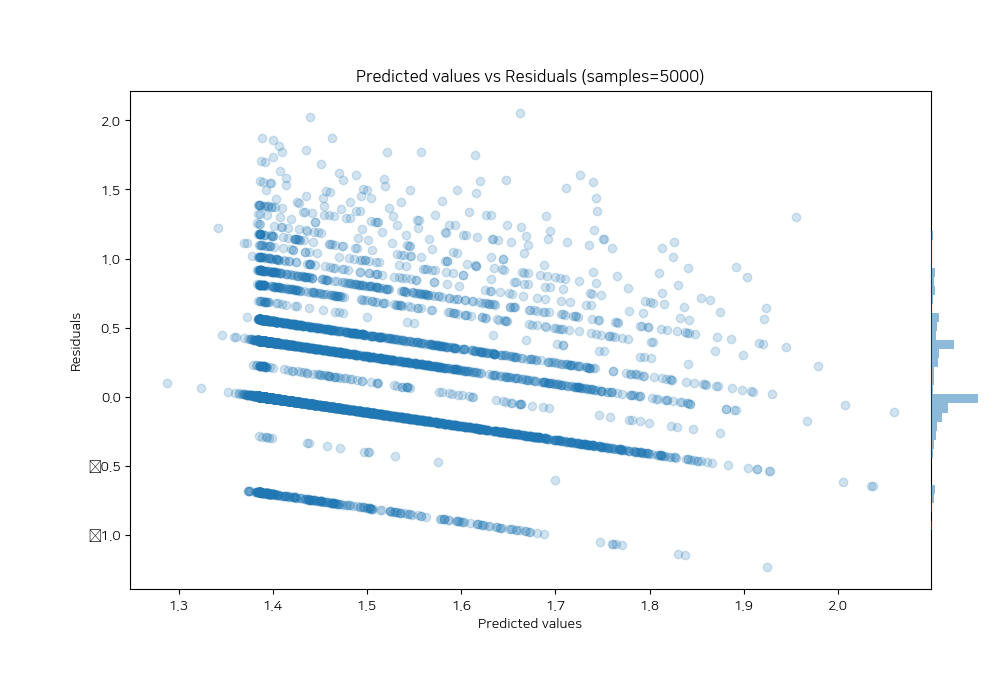 Predicted values vs Residuals (samples=5000)
2.0
1.5
1.0
0.5
0.0
☒0.5
☒1.0
Residuals
1.3 1.4 1.5 1.6 1.7 1.8 1.9 2.0
Predicted values